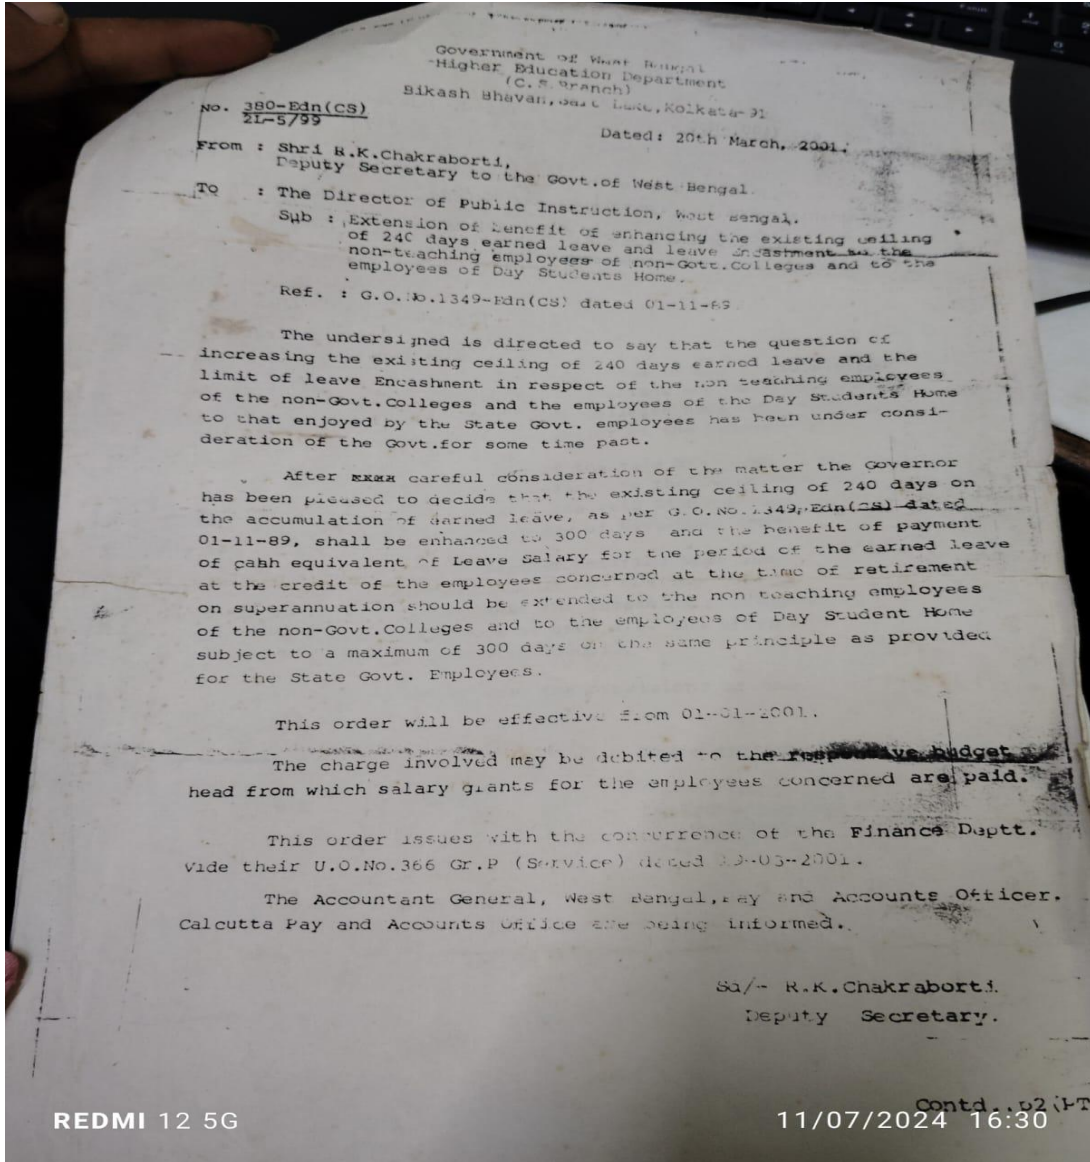 Government of West Bengal
Higher Education Department
(C.S.Branch)
Bikash Bhavan, Salt Lake, Kolkata-91
No. 380-Edn(CS)
2L-5/99
Dated: 20th March, 2001.
From : Shri R.K.Chakraborti,
Deputy Secretary to the Govt.of West Bengal.
To : The Director of Public Instruction, West Bengal.
Sub : Extension of benefit of enhancing the existing ceiling
of 240 days earned leave and leave Encashment to the
non-teaching employees of non-Gott.Colleges and to the
employees of Day Students Home.
Ref. : G.O.No.1349-Edn(CS) dated 01-11-89
The undersigned is directed to say that the question of
increasing the existing ceiling of 240 days earned leave and the
limit of leave Encashment in respect of the non teaching employees
of the non-Govt.Colleges and the employees of the Day Students Home
to that enjoyed by the State Govt. employees has been under consi-
deration of the Govt.for some time past.
After careful consideration of the matter the Governor
has been pleased to decide that the existing ceiling of 240 days on
the accumulation of earned leave, as per G.O.No.1349, Edn(CS) dated
01-11-89, shall be enhanced to 300 days and the benefit of payment
of cahh equivalent of Leave Salary for the period of the earned leave
at the credit of the employees concerned at the time of retirement
on superannuation should be extended to the non teaching employees
of the non-Govt.Colleges and to the employees of Day Student Home
subject to a maximum of 300 days on the same principle as provided
for the State Govt. Employees.
This order will be effective from 01-01-2001.
The charge involved may be debited to the respective budget
head from which salary grants for the employees concerned are paid.
This order issues with the concurrence of the Finance Deptt.
Vide their U.O.No.366 Gr.P (Service) dated
The Accountant General, West Bengal, Pay and Accounts Officer.
Calcutta Pay and Accounts Office are being informed.
Sd/- R.K.Chakraborti.
Deputy Secretary.
Contd..p2
REDMI 12 5G
11/07/2024 16:30